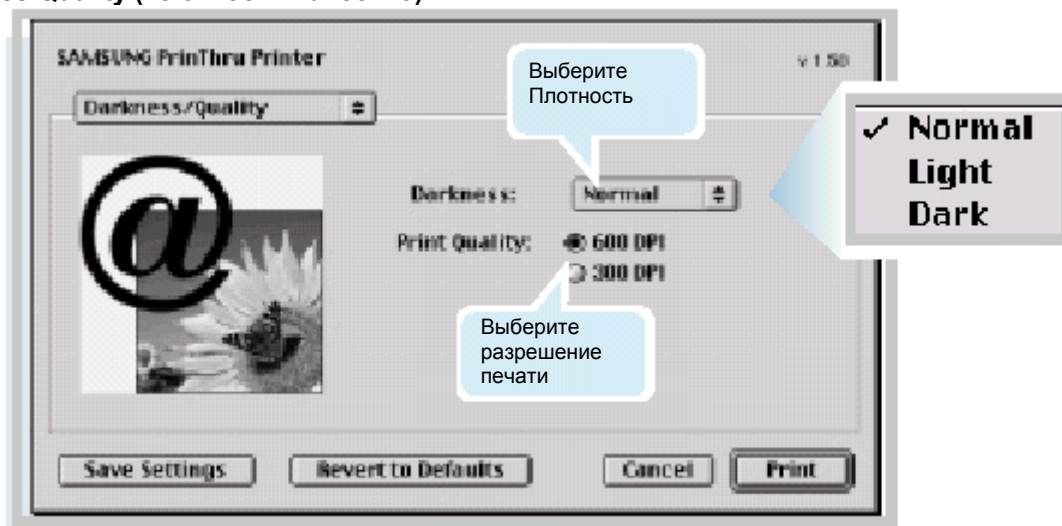 SAMSUNG PrinThru Printer
v 1.50
Выберите
Плотность
Darkness/Quality
Normal
Light
Dark
Darkness: Normal
Print Quality: 600 DPI
300 DPI
Выберите
разрешение
печати
Save Settings Revert to Defaults Cancel Print